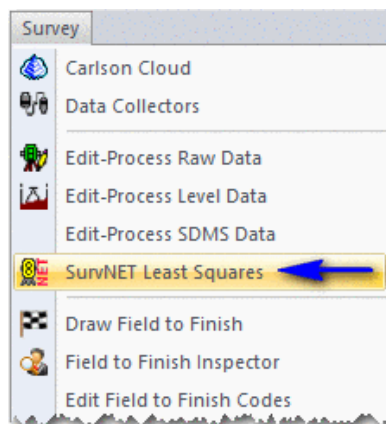 Survey
Carlson Cloud
Data Collectors
Edit-Process Raw Data
Edit-Process Level Data
Edit-Process SDMS Data
NET SurvNET Least Squares
Draw Field to Finish
Field to Finish Inspector
Edit Field to Finish Codes